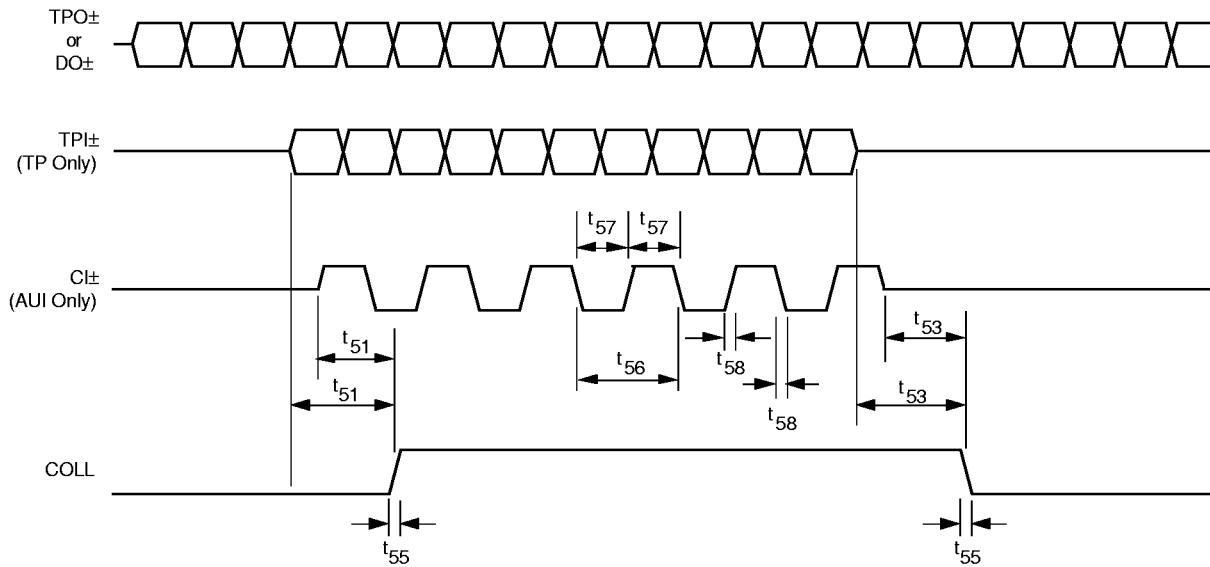 TPO±
or
DO±
TPI±
(TP Only)
t57 t57
CI±
(AUI Only)
t51 t56 t58 t53
t51 t58 t53
COLL
t55 t55